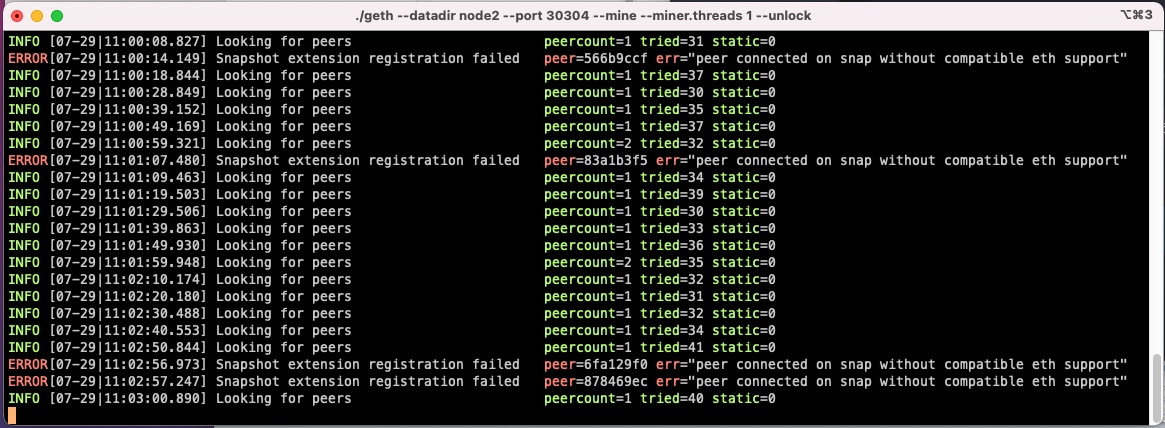 ./geth --datadir node2 --port 30304 --mine --miner.threads 1 --unlock ⌥⌘3
INFO [07-29|11:00:08.827] Looking for peers peercount=1 tried=31 static=0
ERROR[07-29|11:00:14.149] Snapshot extension registration failed peer=566b9ccf err="peer connected on snap without compatible eth support"
INFO [07-29|11:00:18.844] Looking for peers peercount=1 tried=37 static=0
INFO [07-29|11:00:28.849] Looking for peers peercount=1 tried=30 static=0
INFO [07-29|11:00:39.152] Looking for peers peercount=1 tried=35 static=0
INFO [07-29|11:00:49.169] Looking for peers peercount=1 tried=37 static=0
INFO [07-29|11:00:59.321] Looking for peers peercount=2 tried=32 static=0
ERROR[07-29|11:01:07.480] Snapshot extension registration failed peer=83a1b3f5 err="peer connected on snap without compatible eth support"
INFO [07-29|11:01:09.463] Looking for peers peercount=1 tried=34 static=0
INFO [07-29|11:01:19.503] Looking for peers peercount=1 tried=39 static=0
INFO [07-29|11:01:29.506] Looking for peers peercount=1 tried=30 static=0
INFO [07-29|11:01:39.863] Looking for peers peercount=1 tried=33 static=0
INFO [07-29|11:01:49.930] Looking for peers peercount=1 tried=36 static=0
INFO [07-29|11:01:59.948] Looking for peers peercount=2 tried=35 static=0
INFO [07-29|11:02:10.174] Looking for peers peercount=1 tried=32 static=0
INFO [07-29|11:02:20.180] Looking for peers peercount=1 tried=31 static=0
INFO [07-29|11:02:30.488] Looking for peers peercount=1 tried=32 static=0
INFO [07-29|11:02:40.553] Looking for peers peercount=1 tried=34 static=0
INFO [07-29|11:02:50.844] Looking for peers peercount=1 tried=41 static=0
ERROR[07-29|11:02:56.973] Snapshot extension registration failed peer=6fa129f0 err="peer connected on snap without compatible eth support"
ERROR[07-29|11:02:57.247] Snapshot extension registration failed peer=878469ec err="peer connected on snap without compatible eth support"
INFO [07-29|11:03:00.890] Looking for peers peercount=1 tried=40 static=0